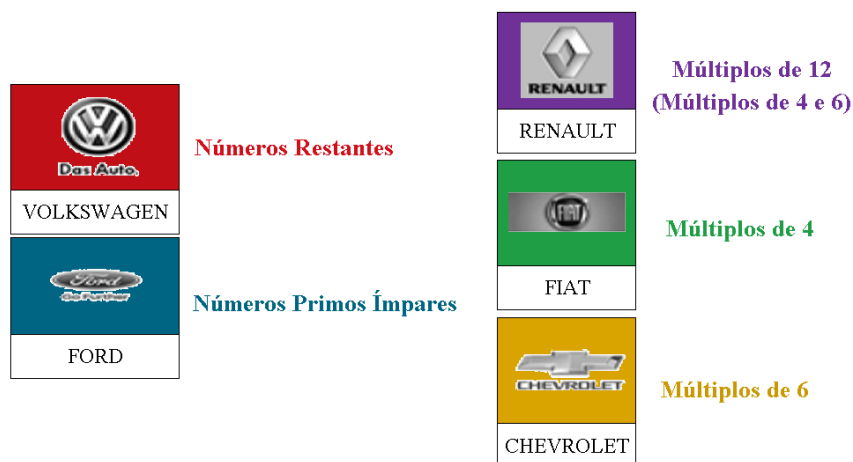 Das Auto.
VOLKSWAGEN
Números Restantes
Ford
Go Further
FORD
Números Primos Ímpares
RENAULT
RENAULT
Múltiplos de 12
(Múltiplos de 4 e 6)
FIAT
FIAT
Múltiplos de 4
CHEVROLET
CHEVROLET
Múltiplos de 6